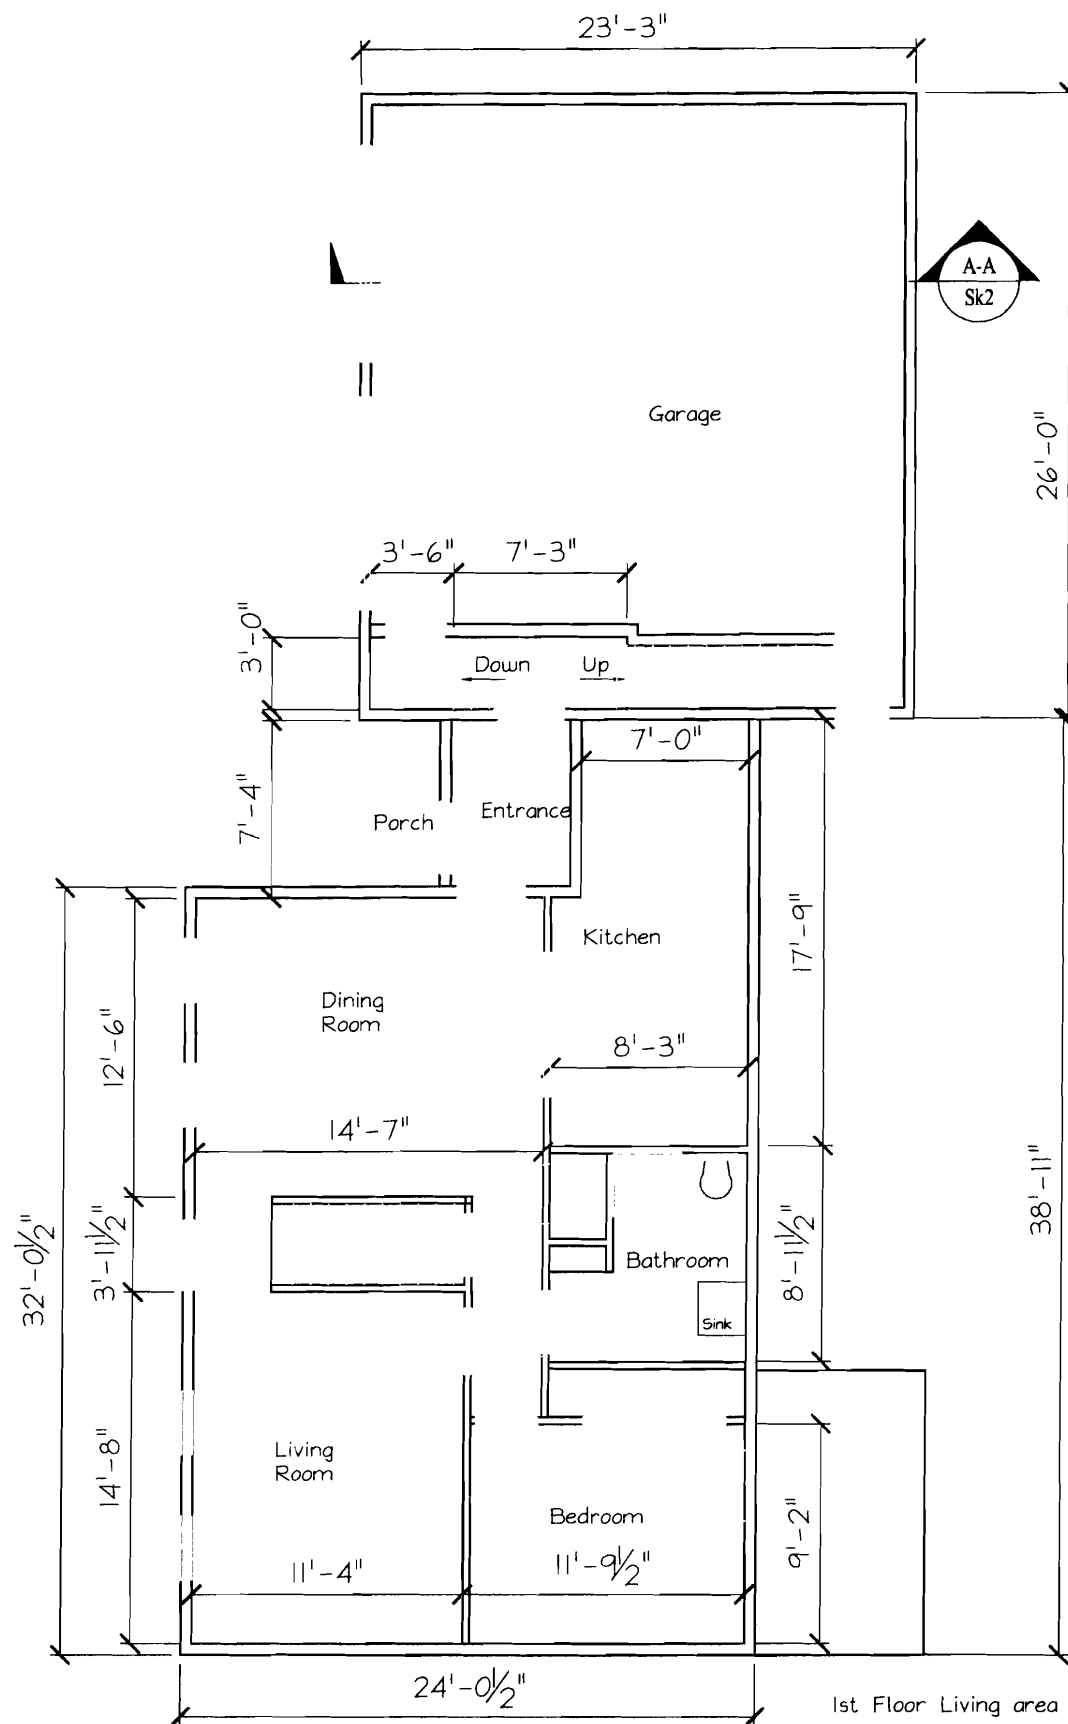 23'-3"
A-A
Sk2
Garage
26'-0"
3'-6" 7'-3"
3'-0"
Down Up
7'-0"
7'-4"
Porch Entrance
Kitchen
17'-9"
Dining
Room
12'-6"
8'-3"
14'-7"
38'-11"
32'-0½"
3'-11½"
Bathroom
8'-11½"
Sink
14'-8"
Living
Room
Bedroom
9'-2"
11'-4" 11'-9½"
24'-0½"
1st Floor Living area